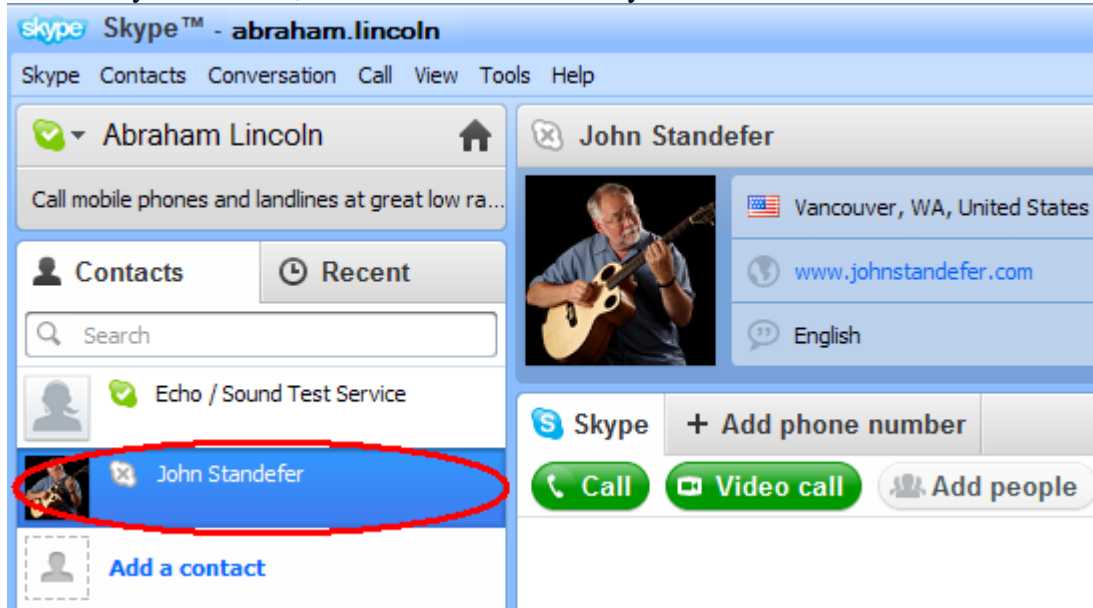 skype Skype™ - abraham.lincoln
Skype Contacts Conversation Call View Tools Help
Abraham Lincoln
Call mobile phones and landlines at great low ra...
Contacts
Recent
Search
Echo / Sound Test Service
John Standefer
Add a contact
John Standefer
Vancouver, WA, United States
www.johnstandefer.com
English
Skype
+ Add phone number
Call
Video call
Add people